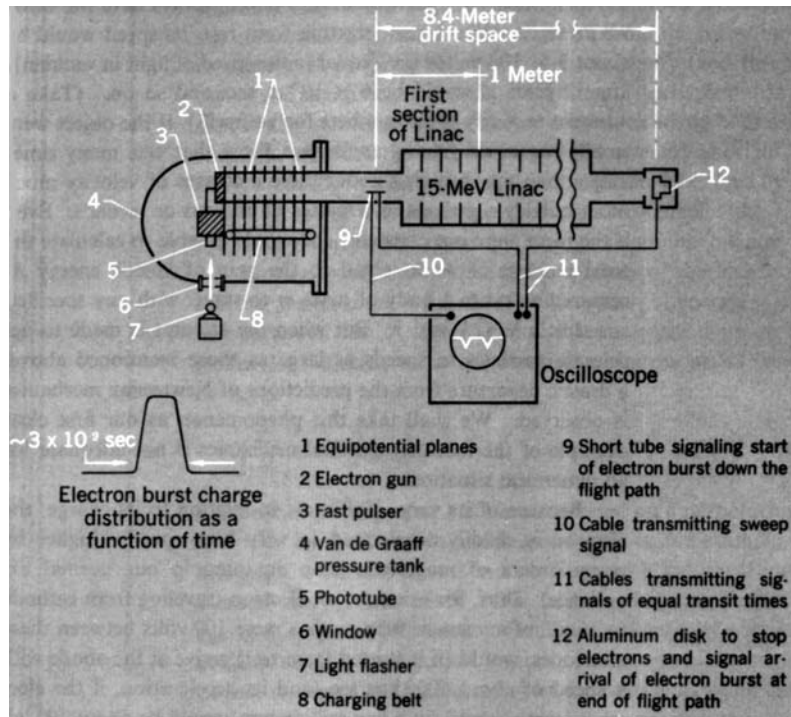 8.4-Meter
drift space
1 Meter
First
section
of Linac
15-MeV Linac
1
2
3
4
5
6
7
8
9
10
11
12
Oscilloscope
~3 x 10⁻⁹ sec
Electron burst charge
distribution as a
function of time
1 Equipotential planes
2 Electron gun
3 Fast pulser
4 Van de Graaff
pressure tank
5 Phototube
6 Window
7 Light flasher
8 Charging belt
9 Short tube signaling start
of electron burst down the
flight path
10 Cable transmitting sweep
signal
11 Cables transmitting sig-
nals of equal transit times
12 Aluminum disk to stop
electrons and signal ar-
rival of electron burst at
end of flight path